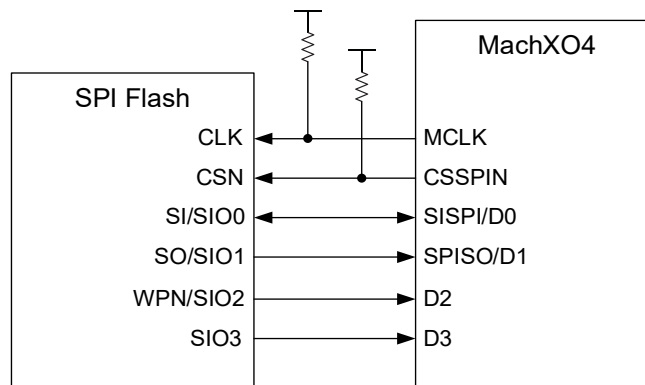 MachXO4
SPI Flash
CLK
MCLK
CSN
CSSPIN
SI/SIO0
SISPI/D0
SO/SIO1
SPISO/D1
WPN/SIO2
D2
SIO3
D3